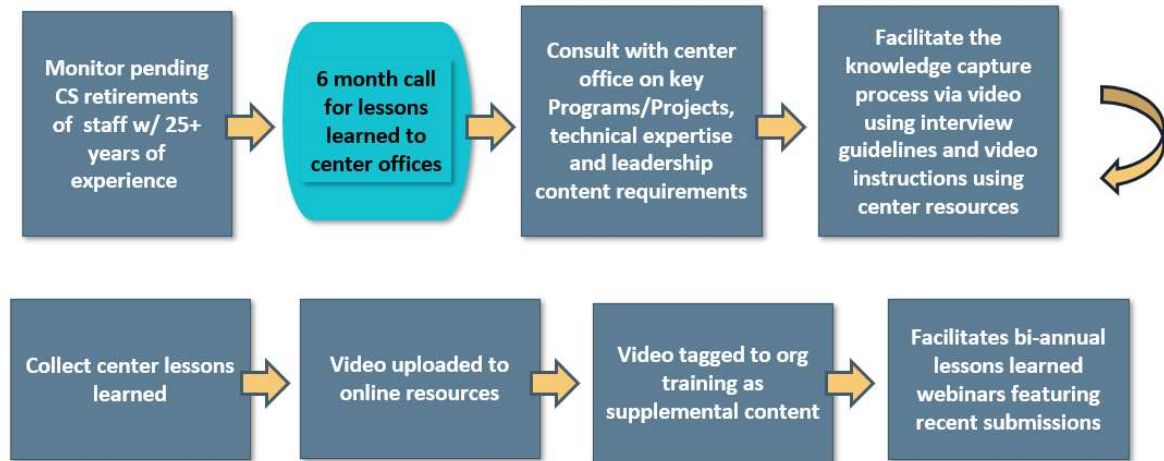 Monitor pending
CS retirements
of staff w/ 25+
years of
experience
6 month call
for lessons
learned to
center offices
Consult with center
office on key
Programs/Projects,
technical expertise
and leadership
content requirements
Facilitate the
knowledge capture
process via video
using interview
guidelines and video
instructions using
center resources
Collect center lessons
learned
Video uploaded to
online resources
Video tagged to org
training as
supplemental content
Facilitates bi-annual
lessons learned
webinars featuring
recent submissions